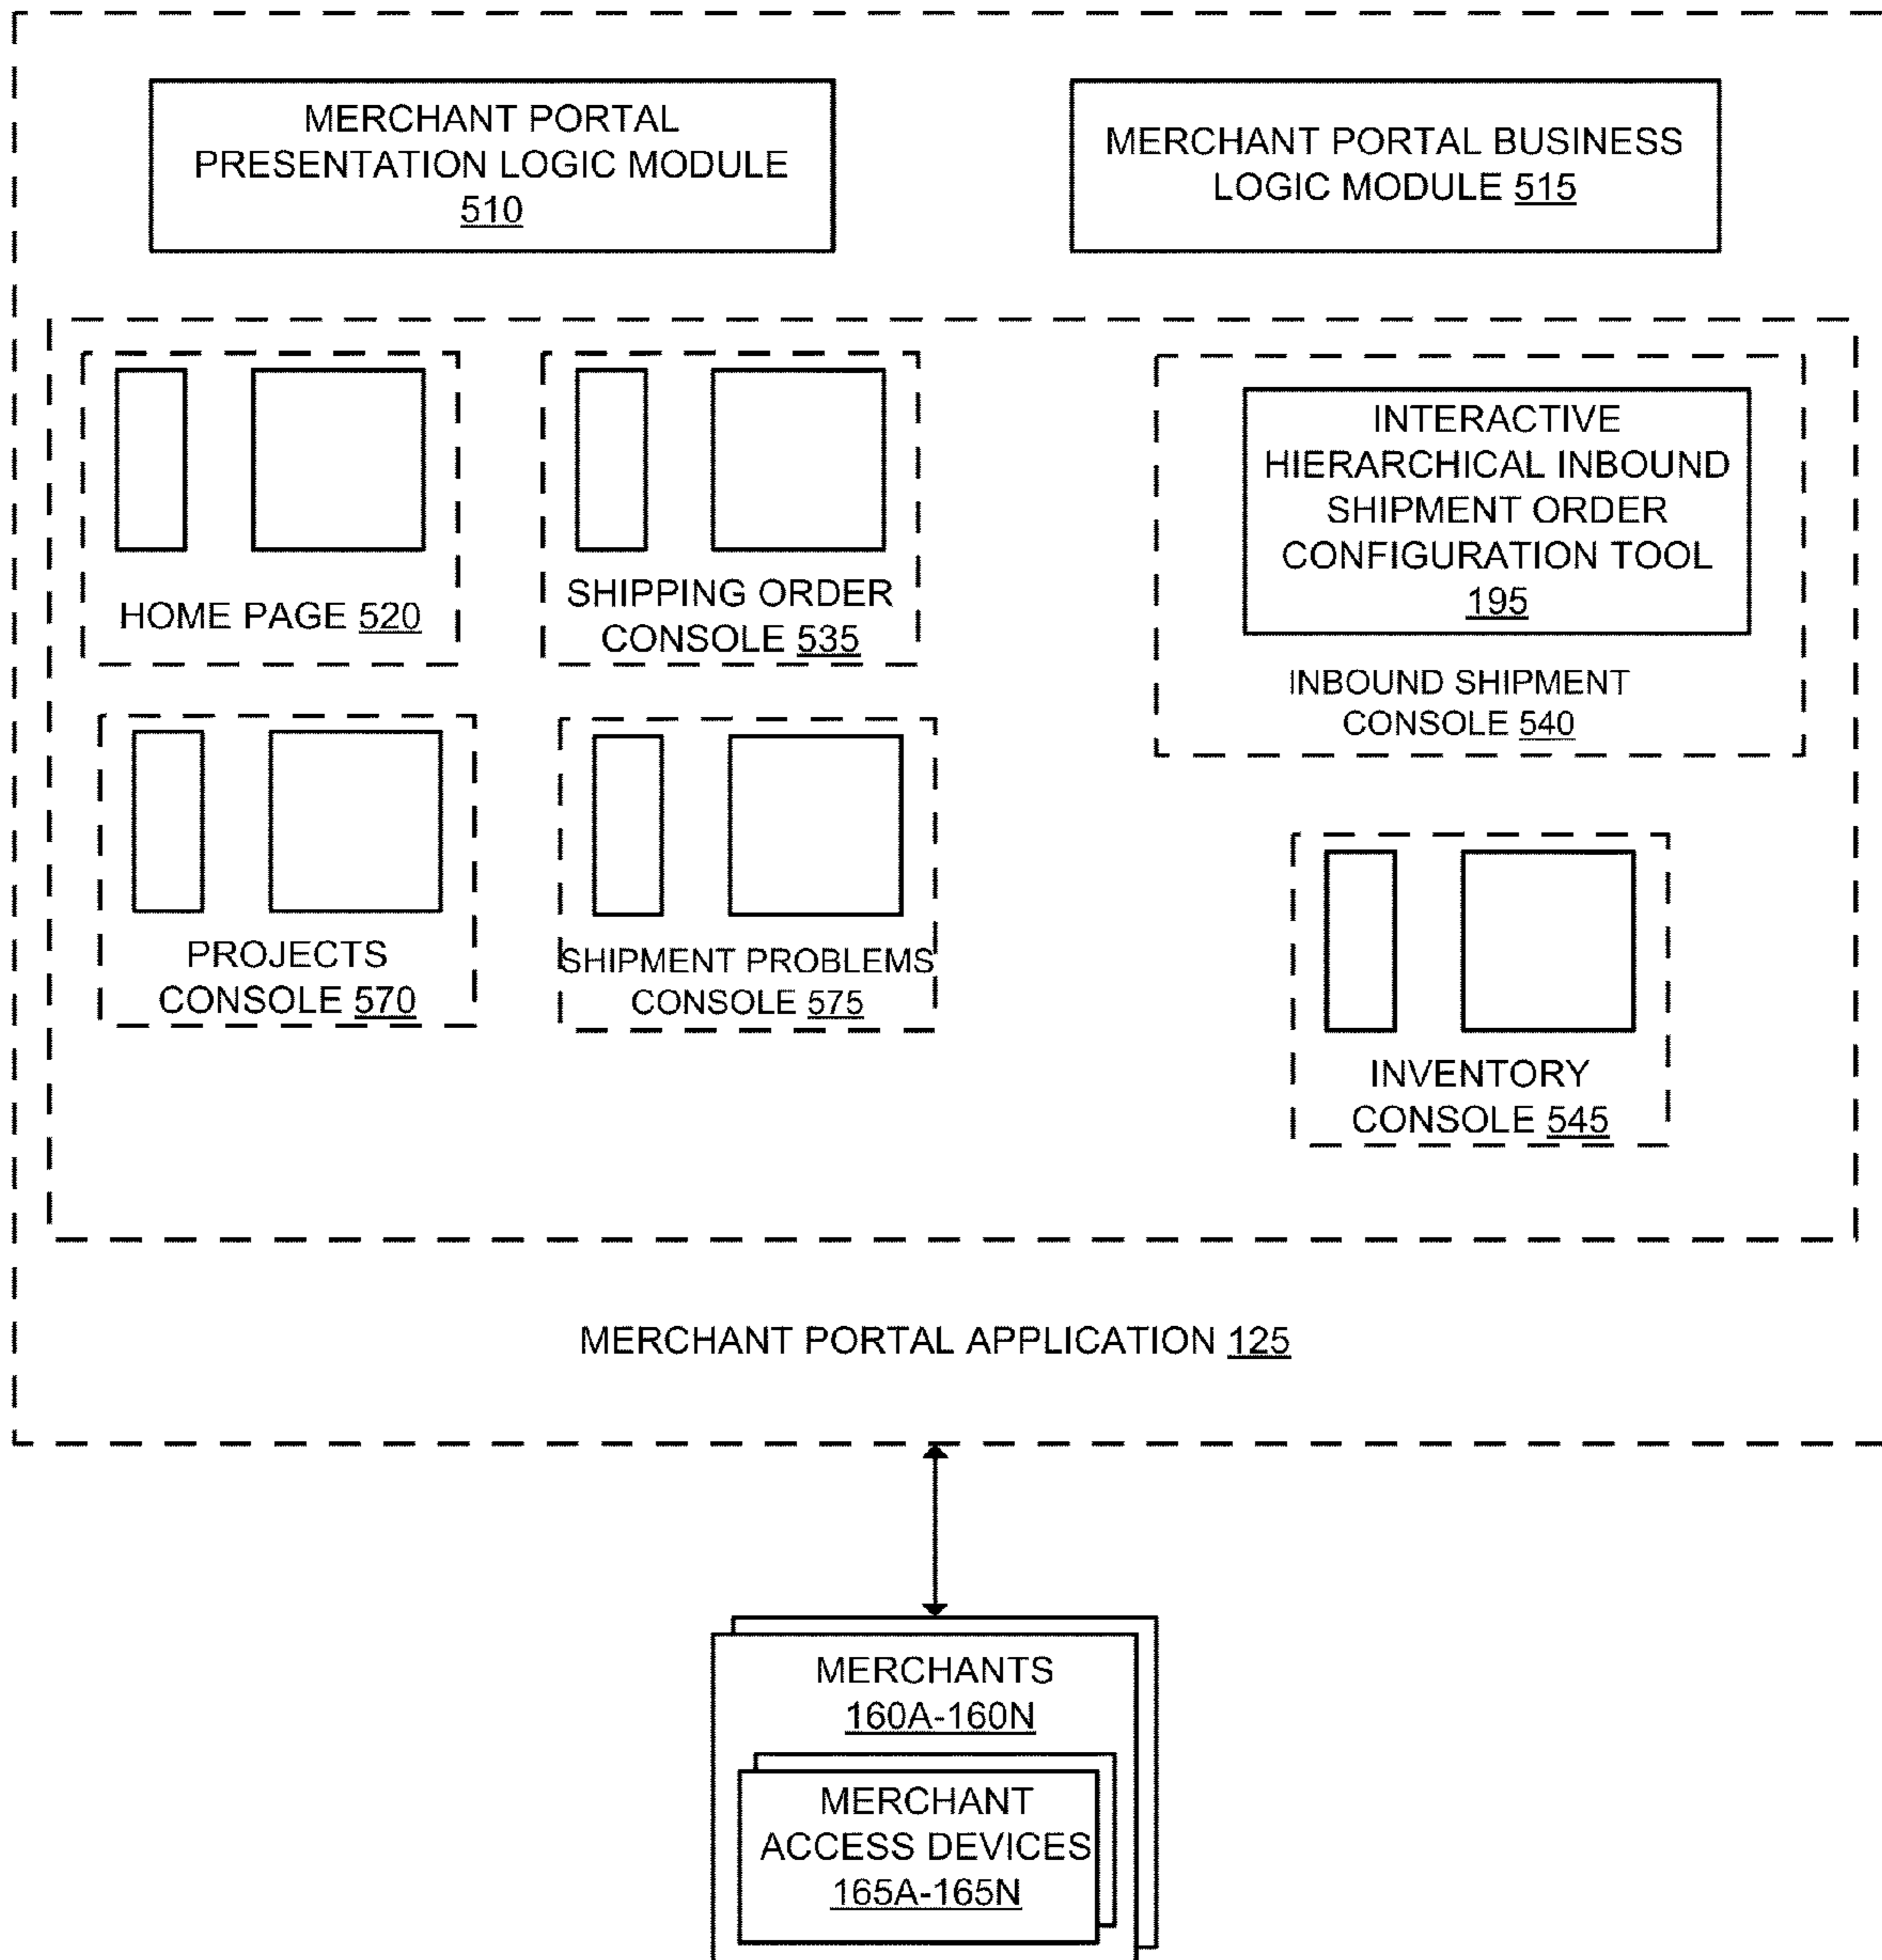 MERCHANT PORTAL
PRESENTATION LOGIC MODULE
510
MERCHANT PORTAL BUSINESS
LOGIC MODULE 515
HOME PAGE 520
SHIPPING ORDER
CONSOLE 535
INTERACTIVE
HIERARCHICAL INBOUND
SHIPMENT ORDER
CONFIGURATION TOOL
195
INBOUND SHIPMENT
CONSOLE 540
PROJECTS
CONSOLE 570
SHIPMENT PROBLEMS
CONSOLE 575
INVENTORY
CONSOLE 545
MERCHANT PORTAL APPLICATION 125
MERCHANTS
160A-160N
MERCHANT
ACCESS DEVICES
165A-165N